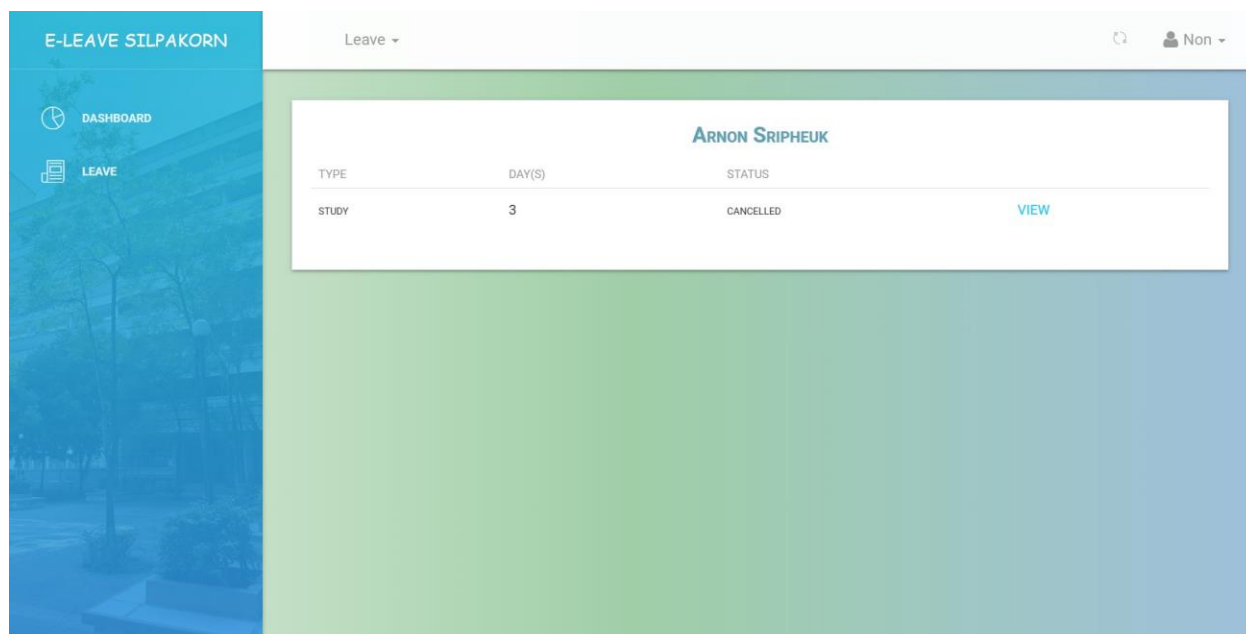 E-LEAVE SILPAKORN
Leave
Non
DASHBOARD
LEAVE
ARNON SRIPHEUK
TYPE DAY(S) STATUS
STUDY 3 CANCELLED VIEW